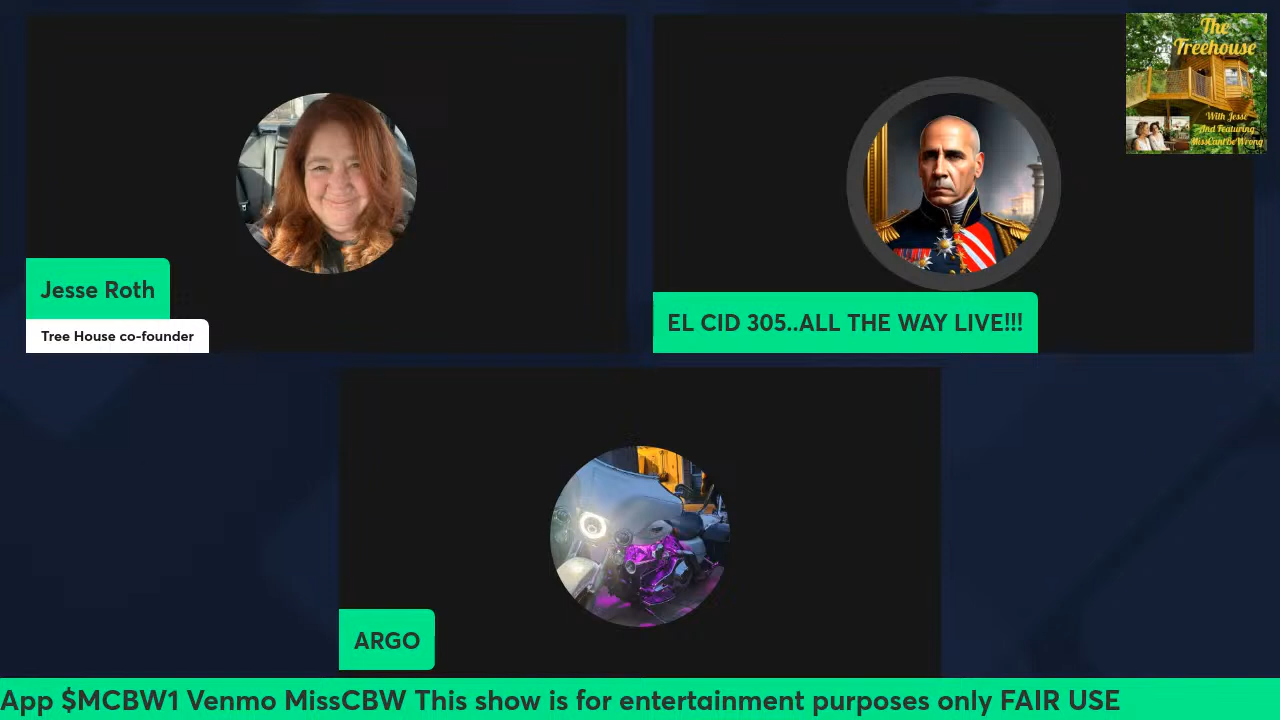 The
Treehouse
With Jesse
And Featuring
MissCantBeWrong
Jesse Roth
Tree House co-founder
EL CID 305..ALL THE WAY LIVE!!!
ARGO
App $MCBW1 Venmo MissCBW This show is for entertainment purposes only FAIR USE